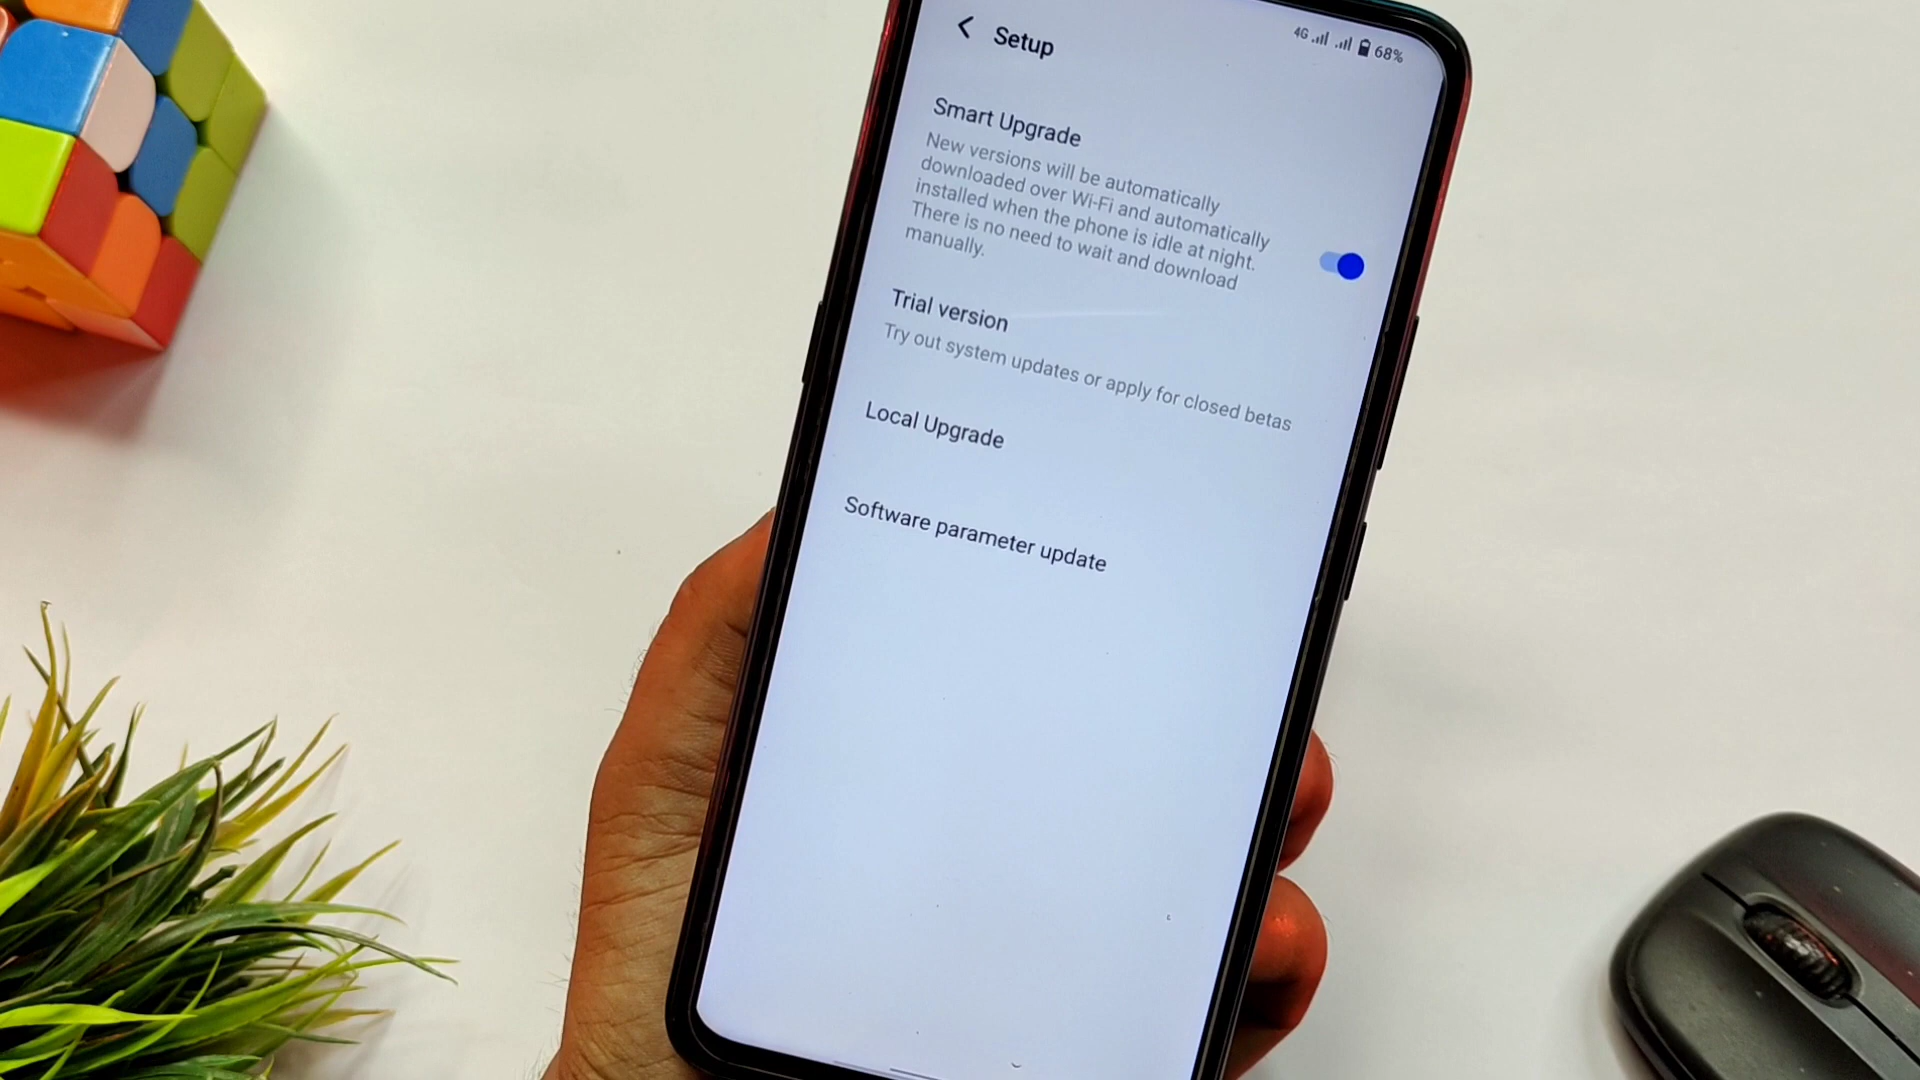 Setup
4G 68%
Smart Upgrade
New versions will be automatically
downloaded over Wi-Fi and automatically
installed when the phone is idle at night.
There is no need to wait and download
manually.
Trial version
Try out system updates or apply for closed betas
Local Upgrade
Software parameter update